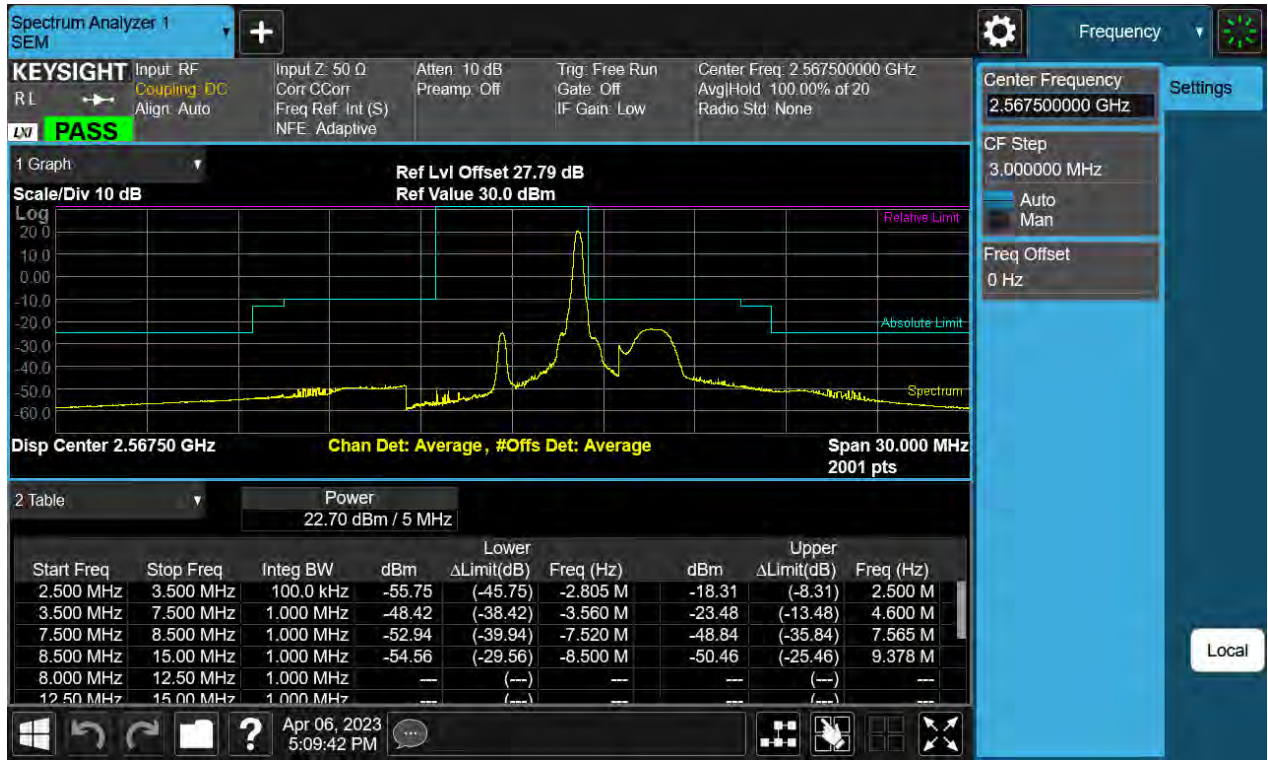 Spectrum Analyzer 1
SEM
Frequency
KEYSIGHT
RL
LXI
PASS
Input: RF
Coupling: DC
Align: Auto
Input Z: 50 Ω
Corr CCorr
Freq Ref: Int (S)
NFE: Adaptive
Atten: 10 dB
Preamp: Off
Trig: Free Run
Gate: Off
IF Gain: Low
Center Freq: 2.567500000 GHz
Avg|Hold: 100.00% of 20
Radio Std: None
Center Frequency
2.567500000 GHz
Settings
CF Step
3.000000 MHz
Auto
Man
Freq Offset
0 Hz
Local
1 Graph
Scale/Div 10 dB
Ref Lvl Offset 27.79 dB
Ref Value 30.0 dBm
Log
20.0
10.0
0.00
-10.0
-20.0
-30.0
-40.0
-50.0
-60.0
Relative Limit
Absolute Limit
Spectrum
Disp Center 2.56750 GHz
Chan Det: Average , #Offs Det: Average
Span 30.000 MHz
2001 pts
2 Table
Power
22.70 dBm / 5 MHz
Lower Upper
Start Freq Stop Freq Integ BW dBm ΔLimit(dB) Freq (Hz) dBm ΔLimit(dB) Freq (Hz)
2.500 MHz 3.500 MHz 100.0 kHz -55.75 (-45.75) -2.805 M -18.31 (-8.31) 2.500 M
3.500 MHz 7.500 MHz 1.000 MHz -48.42 (-38.42) -3.560 M -23.48 (-13.48) 4.600 M
7.500 MHz 8.500 MHz 1.000 MHz -52.94 (-39.94) -7.520 M -48.84 (-35.84) 7.565 M
8.500 MHz 15.00 MHz 1.000 MHz -54.56 (-29.56) -8.500 M -50.46 (-25.46) 9.378 M
8.000 MHz 12.50 MHz 1.000 MHz --- (---) --- --- (---) ---
12.50 MHz 15.00 MHz 1.000 MHz --- (---) --- --- (---) ---
Apr 06, 2023
5:09:42 PM